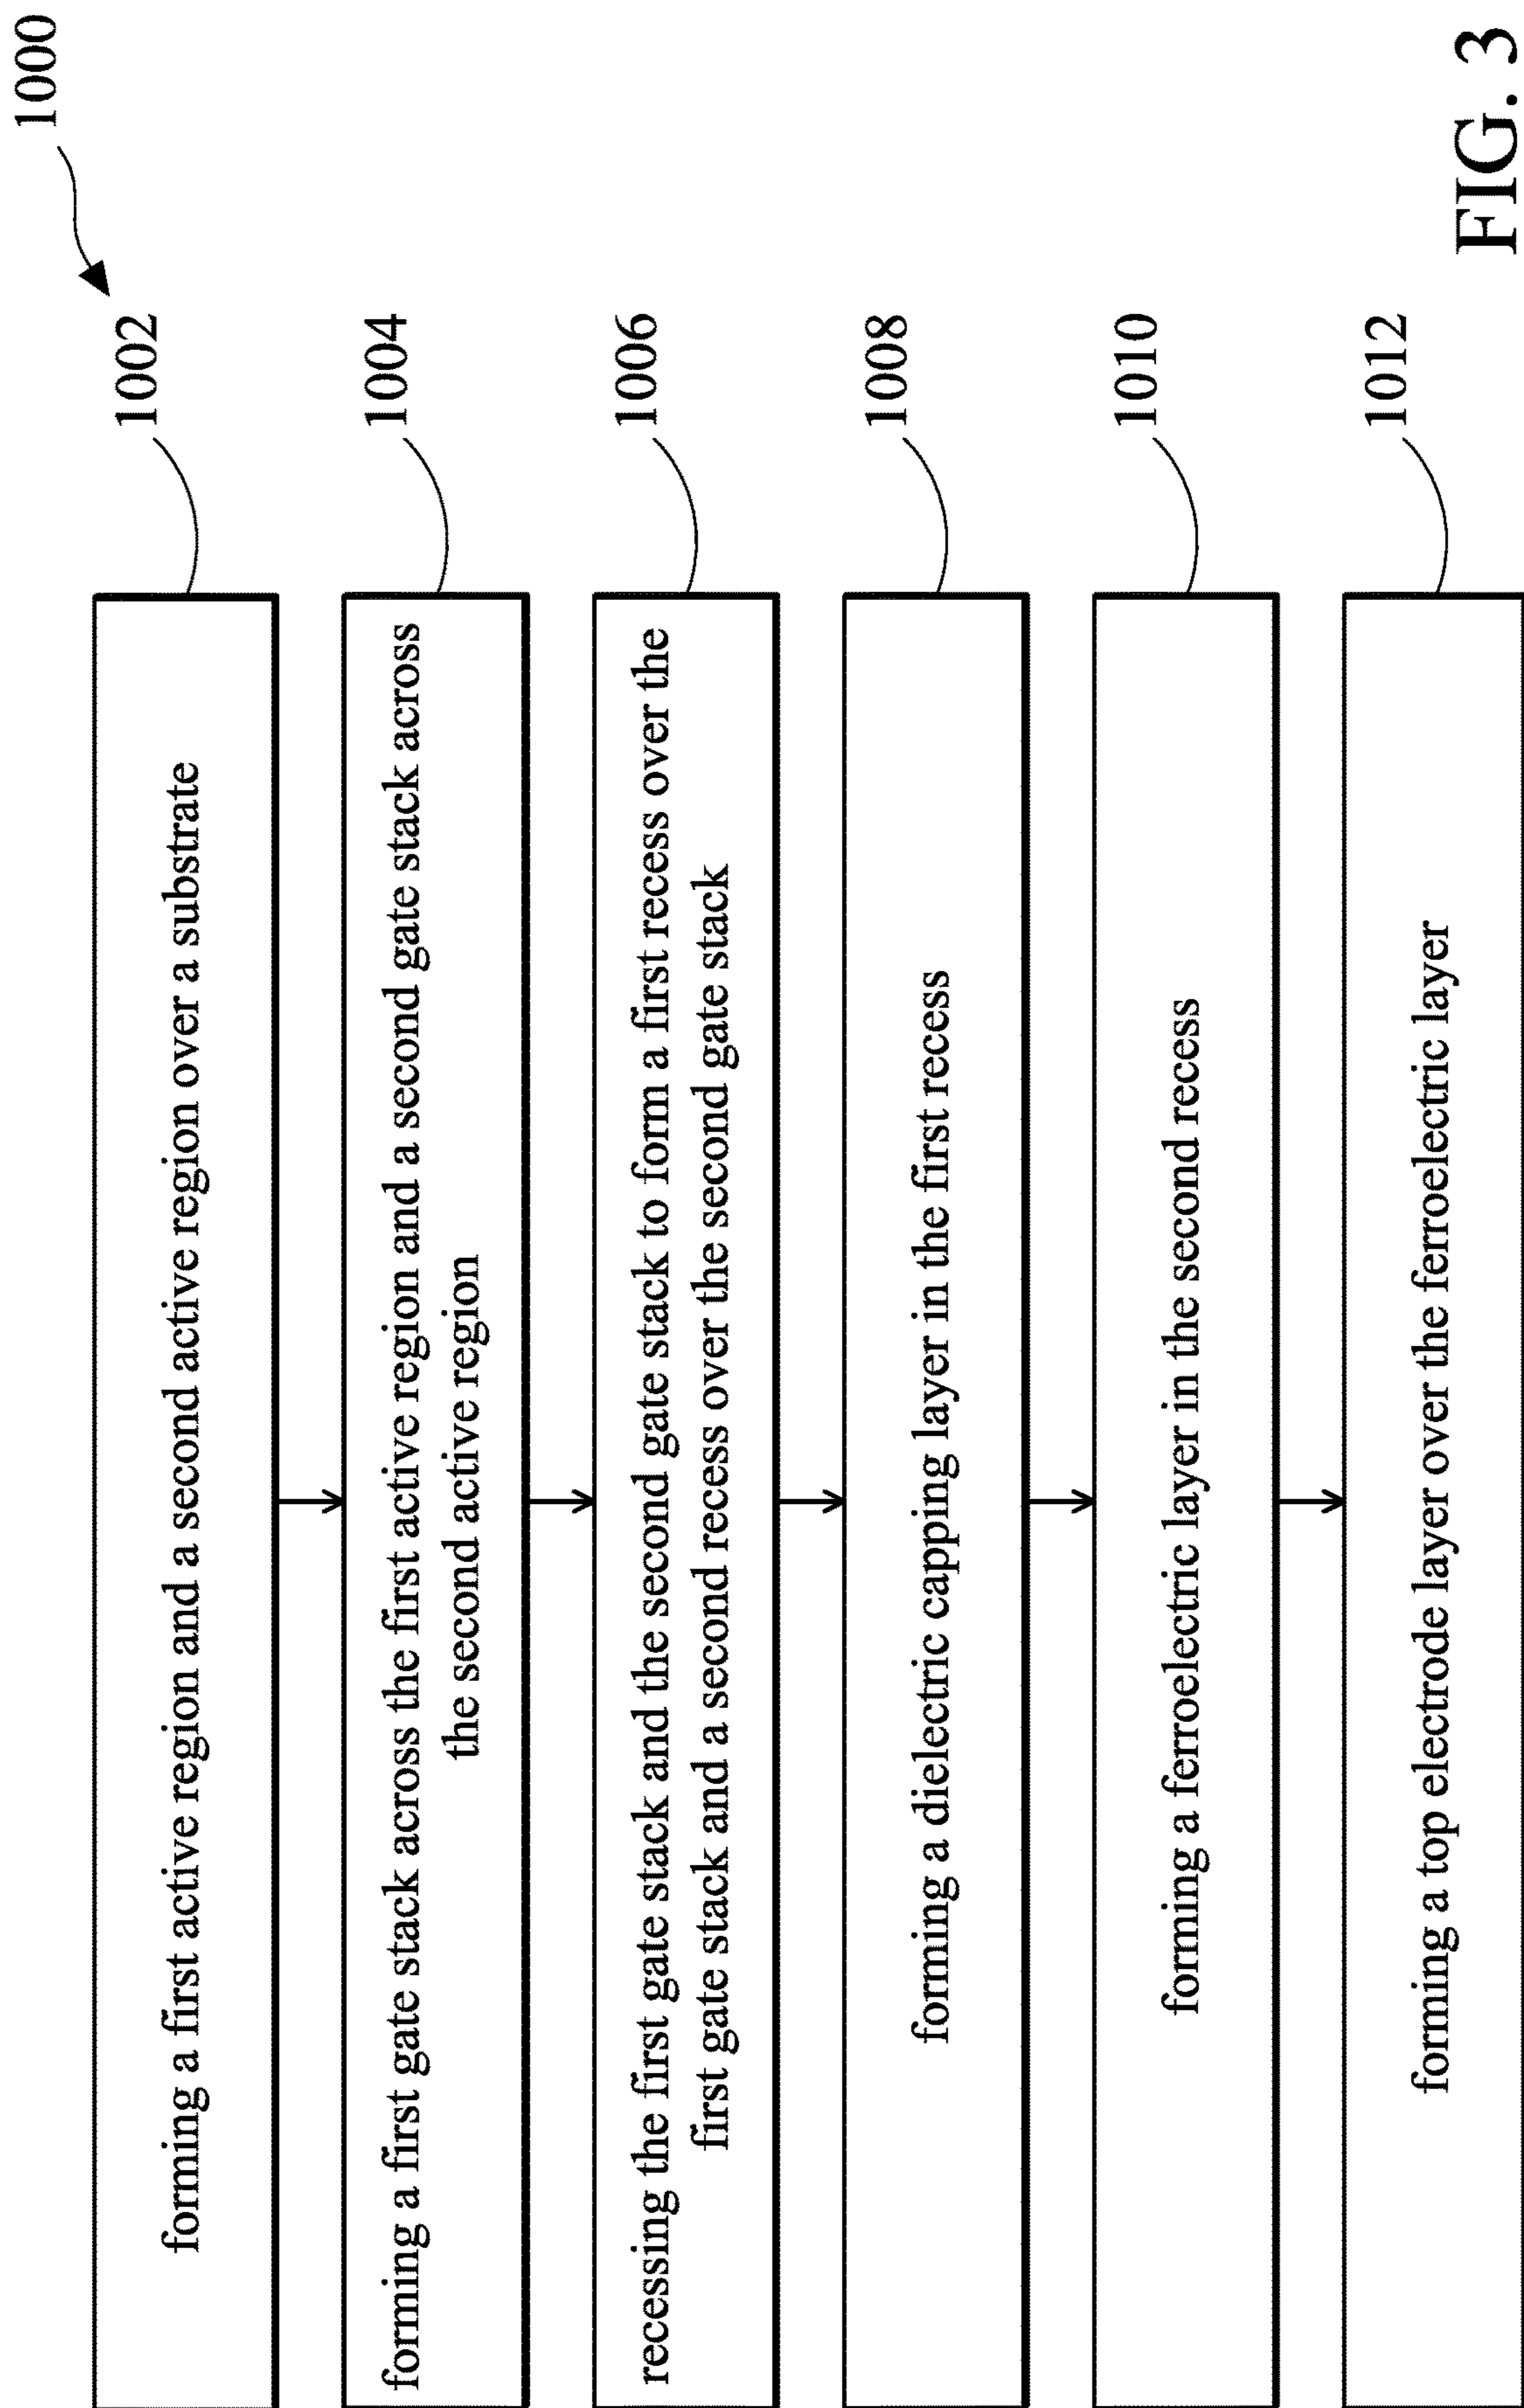 1000
forming a first active region and a second active region over a substrate
1002
forming a first gate stack across the first active region and a second gate stack across
the second active region
1004
recessing the first gate stack and the second gate stack to form a first recess over the
first gate stack and a second recess over the second gate stack
1006
forming a dielectric capping layer in the first recess
1008
forming a ferroelectric layer in the second recess
1010
forming a top electrode layer over the ferroelectric layer
1012
FIG. 3